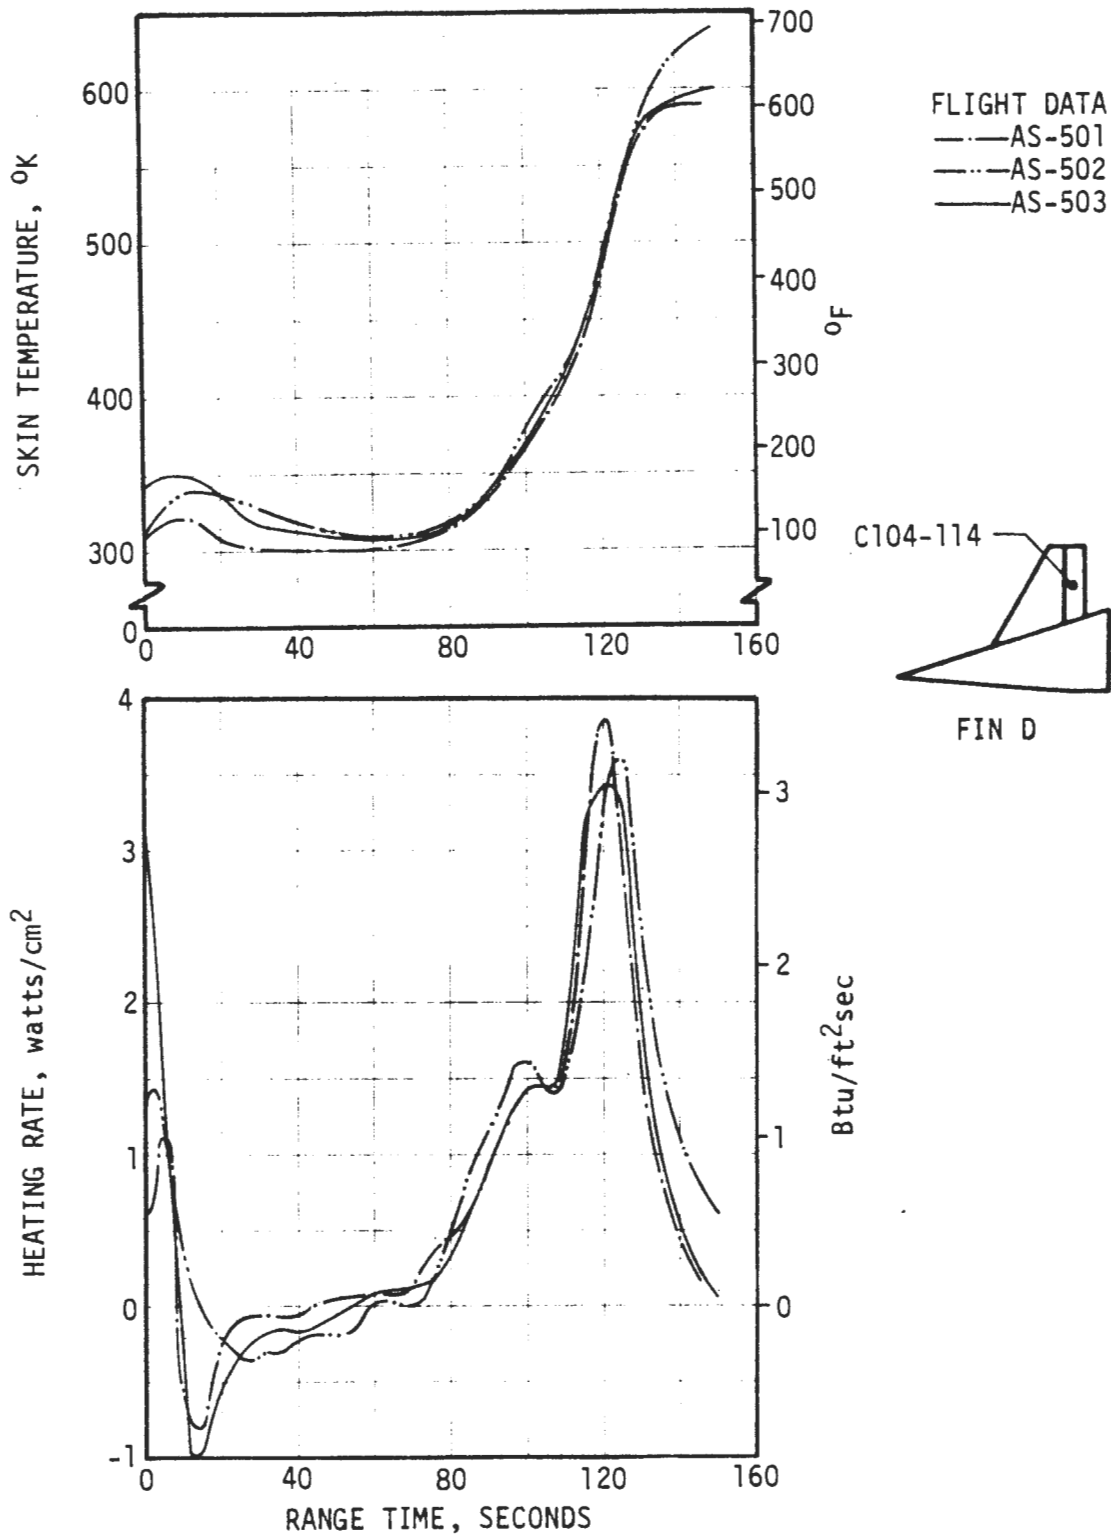 SKIN TEMPERATURE, °K
600
500
400
300
0
700
600
500
400
300
200
100
°F
0
40
80
120
160
FLIGHT DATA
AS-501
AS-502
AS-503
C104-114
FIN D
HEATING RATE, watts/cm²
4
3
2
1
0
-1
3
2
1
0
Btu/ft²sec
0
40
80
120
160
RANGE TIME, SECONDS